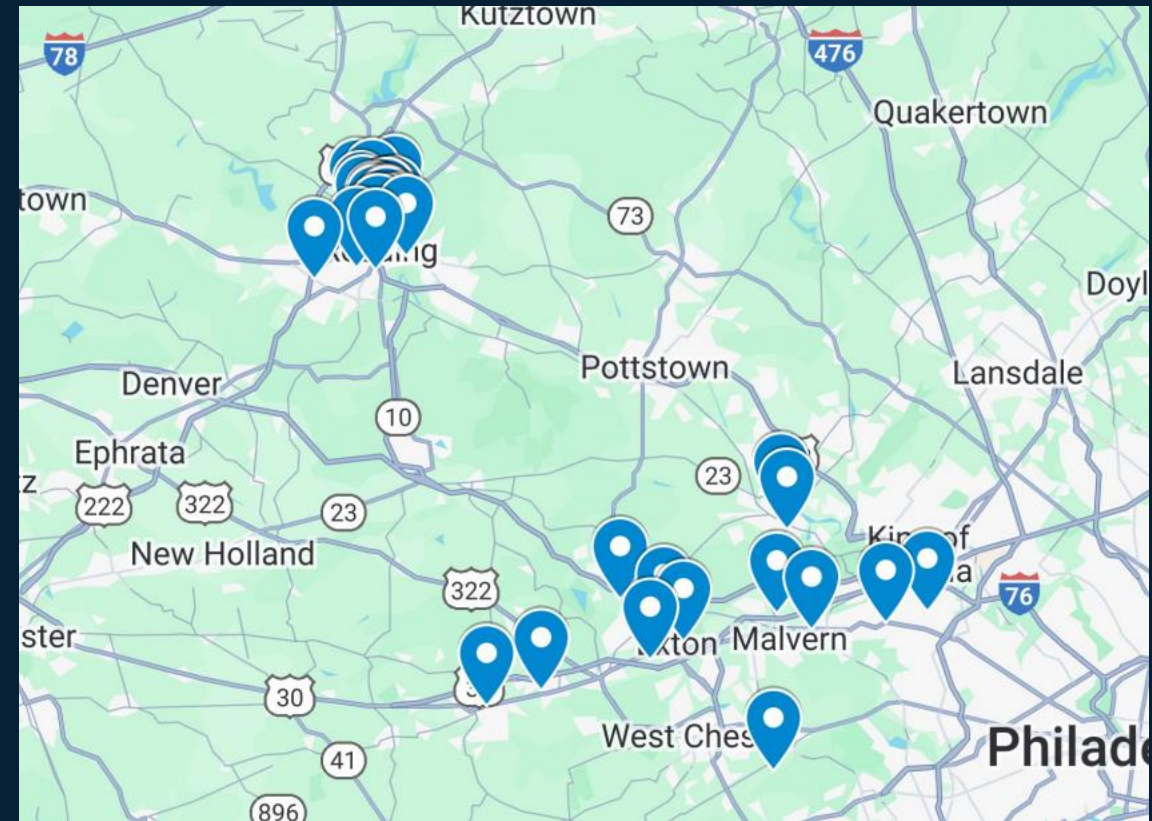 Kutztown
78
476
Quakertown
town
73
Doyl
Pottstown
Lansdale
Denver
10
Ephrata
23
z
222
322
23
New Holland
322
76
ster
xton
Malvern
30
West Ches
Philade
41
896